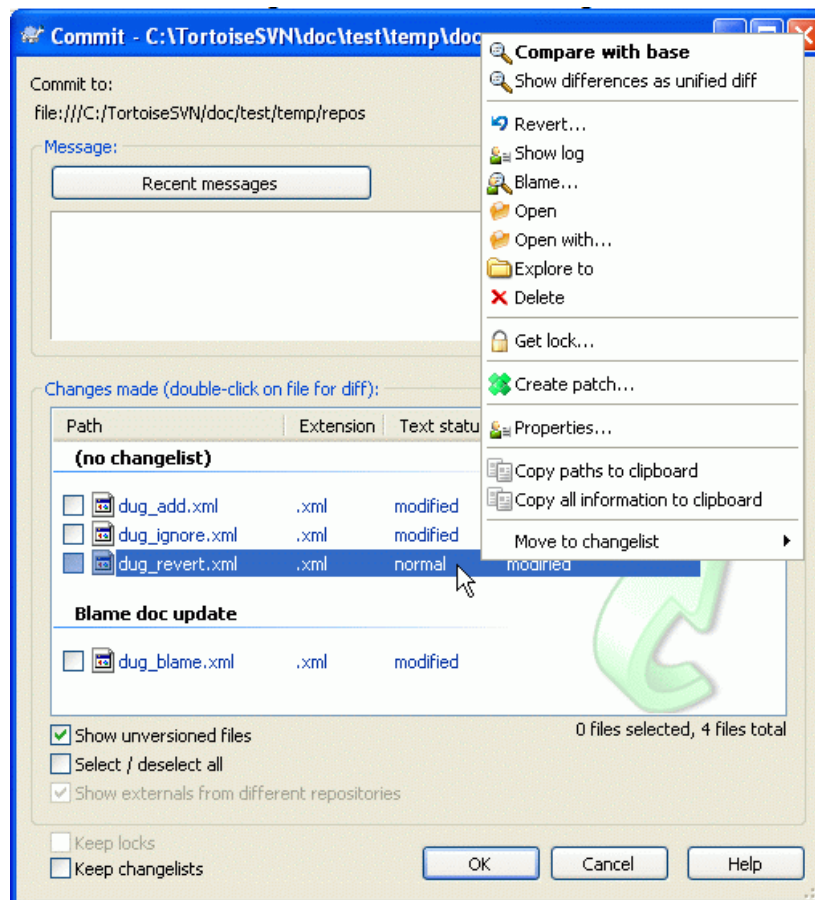 Commit - C:\TortoiseSVN\doc\test\temp\doc
Commit to:
file:///C:/TortoiseSVN/doc/test/temp/repos
Message:
Recent messages
Compare with base
Show differences as unified diff
Revert...
Show log
Blame...
Open
Open with...
Explore to
Delete
Get lock...
Create patch...
Properties...
Copy paths to clipboard
Copy all information to clipboard
Move to changelist
Changes made (double-click on file for diff):
Path Extension Text statu
(no changelist)
dug_add.xml .xml modified
dug_ignore.xml .xml modified
dug_revert.xml .xml normal modified
Blame doc update
dug_blame.xml .xml modified
Show unversioned files 0 files selected, 4 files total
Select / deselect all
Show externals from different repositories
Keep locks
Keep changelists
OK Cancel Help